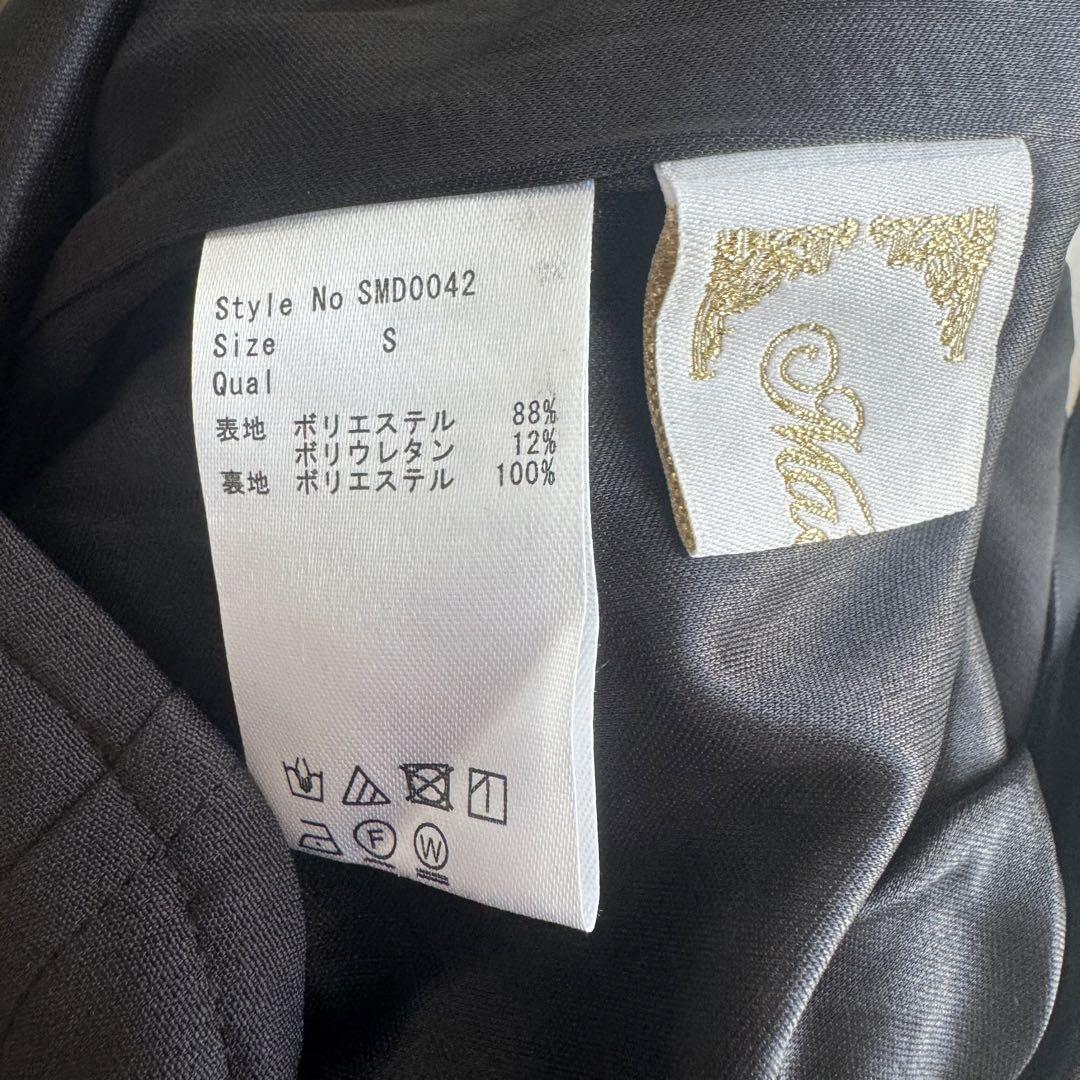 Style No SMD0042
Size S
Qual
表地 ポリエステル 88%
ポリウレタン 12%
裏地 ポリエステル 100%
F
W